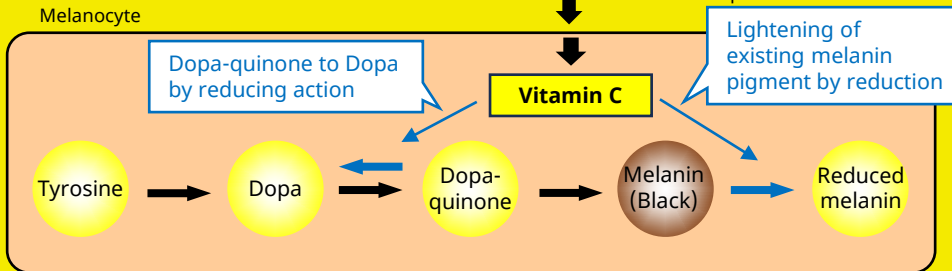 Melanocyte
Lightening of
existing melanin
pigment by reduction
Dopa-quinone to Dopa
by reducing action
Vitamin C
Tyrosine
Dopa
Dopa-
quinone
Melanin
(Black)
Reduced
melanin